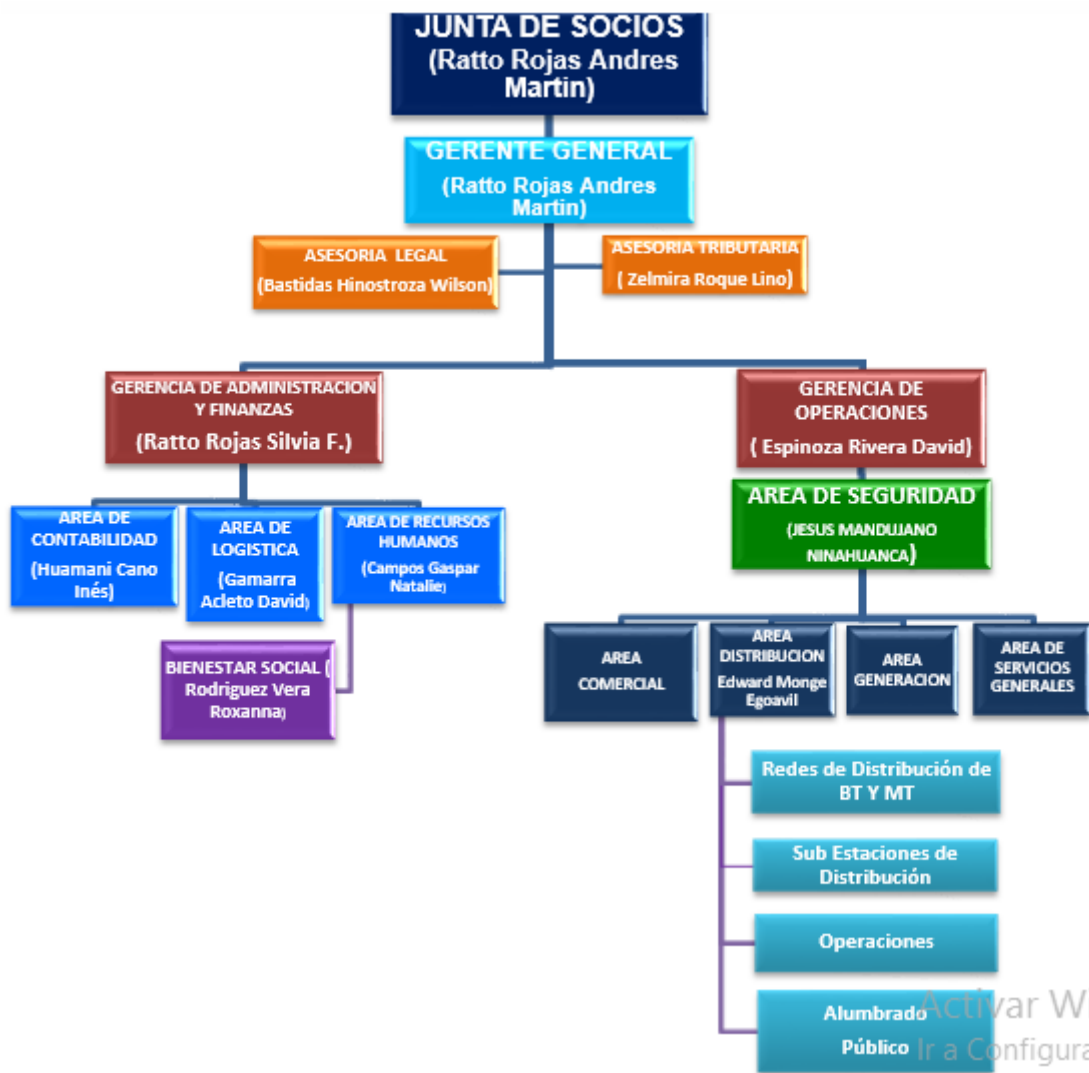 JUNTA DE SOCIOS
(Ratto Rojas Andres
Martin)
GERENTE GENERAL
(Ratto Rojas Andres
Martin)
ASESORIA LEGAL
(Bastidas Hinostroza Wilson)
ASESORIA TRIBUTARIA
( Zelmira Roque Lino)
GERENCIA DE ADMINISTRACION
Y FINANZAS
(Ratto Rojas Silvia F.)
GERENCIA DE
OPERACIONES
( Espinoza Rivera David)
AREA DE SEGURIDAD
(JESUS MANDUJANO
NINAHUANCA)
AREA DE
CONTABILIDAD
(Huamani Cano
Inés)
AREA DE
LOGISTICA
(Gamarra
Acleto David)
AREA DE RECURSOS
HUMANOS
(Campos Gaspar
Natalie)
BIENESTAR SOCIAL (
Rodriguez Vera
Roxanna)
AREA
COMERCIAL
AREA
DISTRIBUCION
Edward Monge
Egoavil
AREA
GENERACION
AREA DE
SERVICIOS
GENERALES
Redes de Distribución de
BT Y MT
Sub Estaciones de
Distribución
Operaciones
Alumbrado
Público
Activar Wi
Ir a Configura